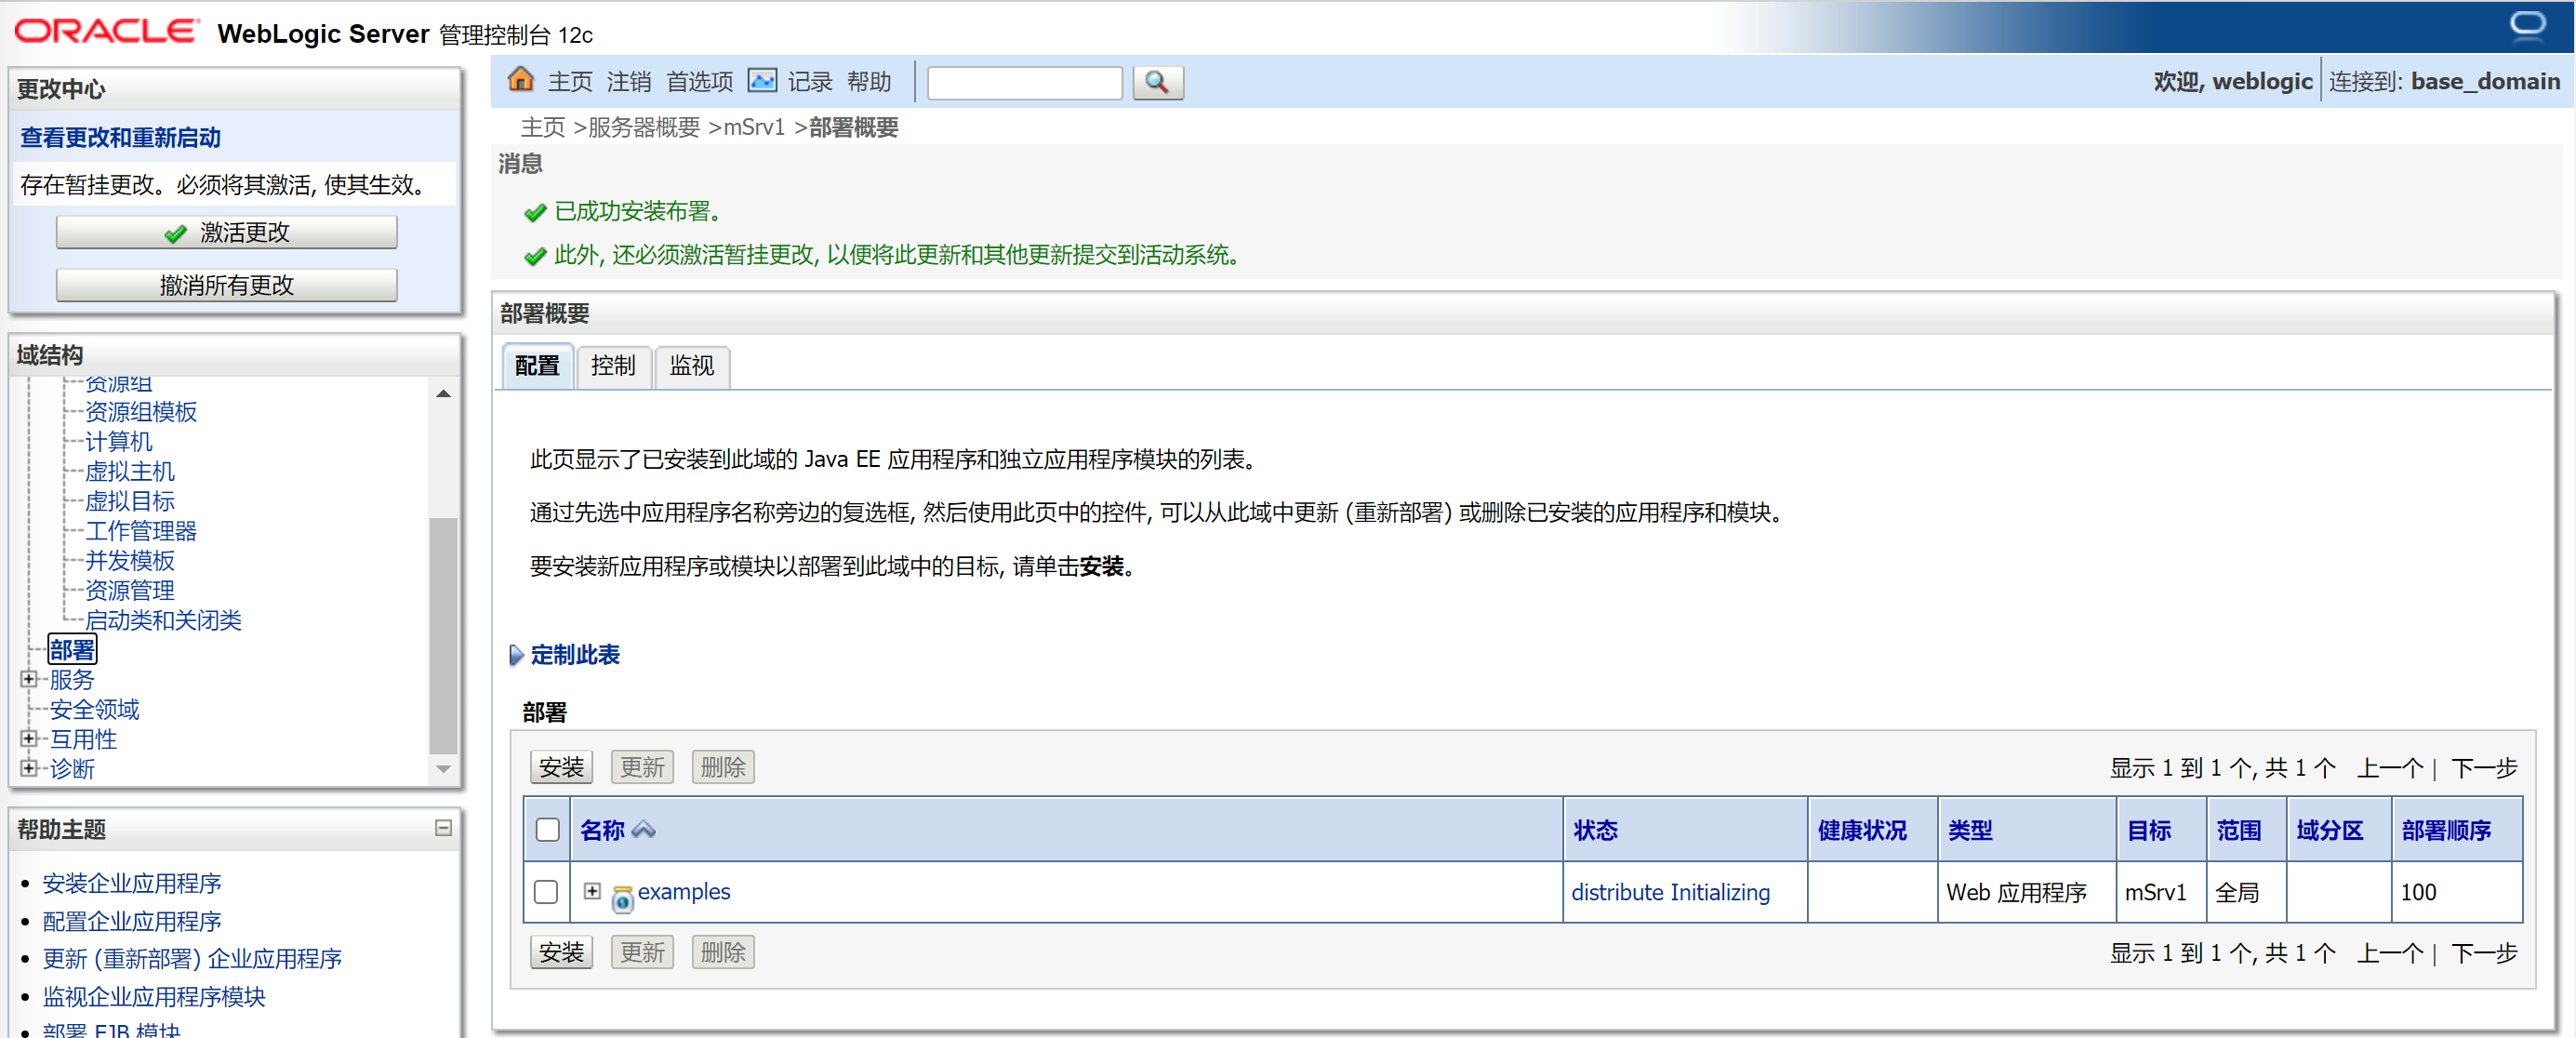 ORACLE WebLogic Server 管理控制台 12c
更改中心
查看更改和重新启动
存在暂挂更改。必须将其激活, 使其生效。
激活更改
撤消所有更改
域结构
资源组
资源组模板
计算机
虚拟主机
虚拟目标
工作管理器
并发模板
资源管理
启动类和关闭类
部署
服务
安全领域
互用性
诊断
帮助主题
安装企业应用程序
配置企业应用程序
更新 (重新部署) 企业应用程序
监视企业应用程序模块
部署 EJB 模块
主页 注销 首选项 记录 帮助
欢迎, weblogic 连接到: base_domain
主页 >服务器概要 >mSrv1 >部署概要
消息
已成功安装布署。
此外, 还必须激活暂挂更改, 以便将此更新和其他更新提交到活动系统。
部署概要
配置 控制 监视
此页显示了已安装到此域的 Java EE 应用程序和独立应用程序模块的列表。
通过先选中应用程序名称旁边的复选框, 然后使用此页中的控件, 可以从此域中更新 (重新部署) 或删除已安装的应用程序和模块。
要安装新应用程序或模块以部署到此域中的目标, 请单击安装。
定制此表
部署
安装 更新 删除 显示 1 到 1 个, 共 1 个 上一个 | 下一步
名称 状态 健康状况 类型 目标 范围 域分区 部署顺序
examples distribute Initializing Web 应用程序 mSrv1 全局 100
安装 更新 删除 显示 1 到 1 个, 共 1 个 上一个 | 下一步